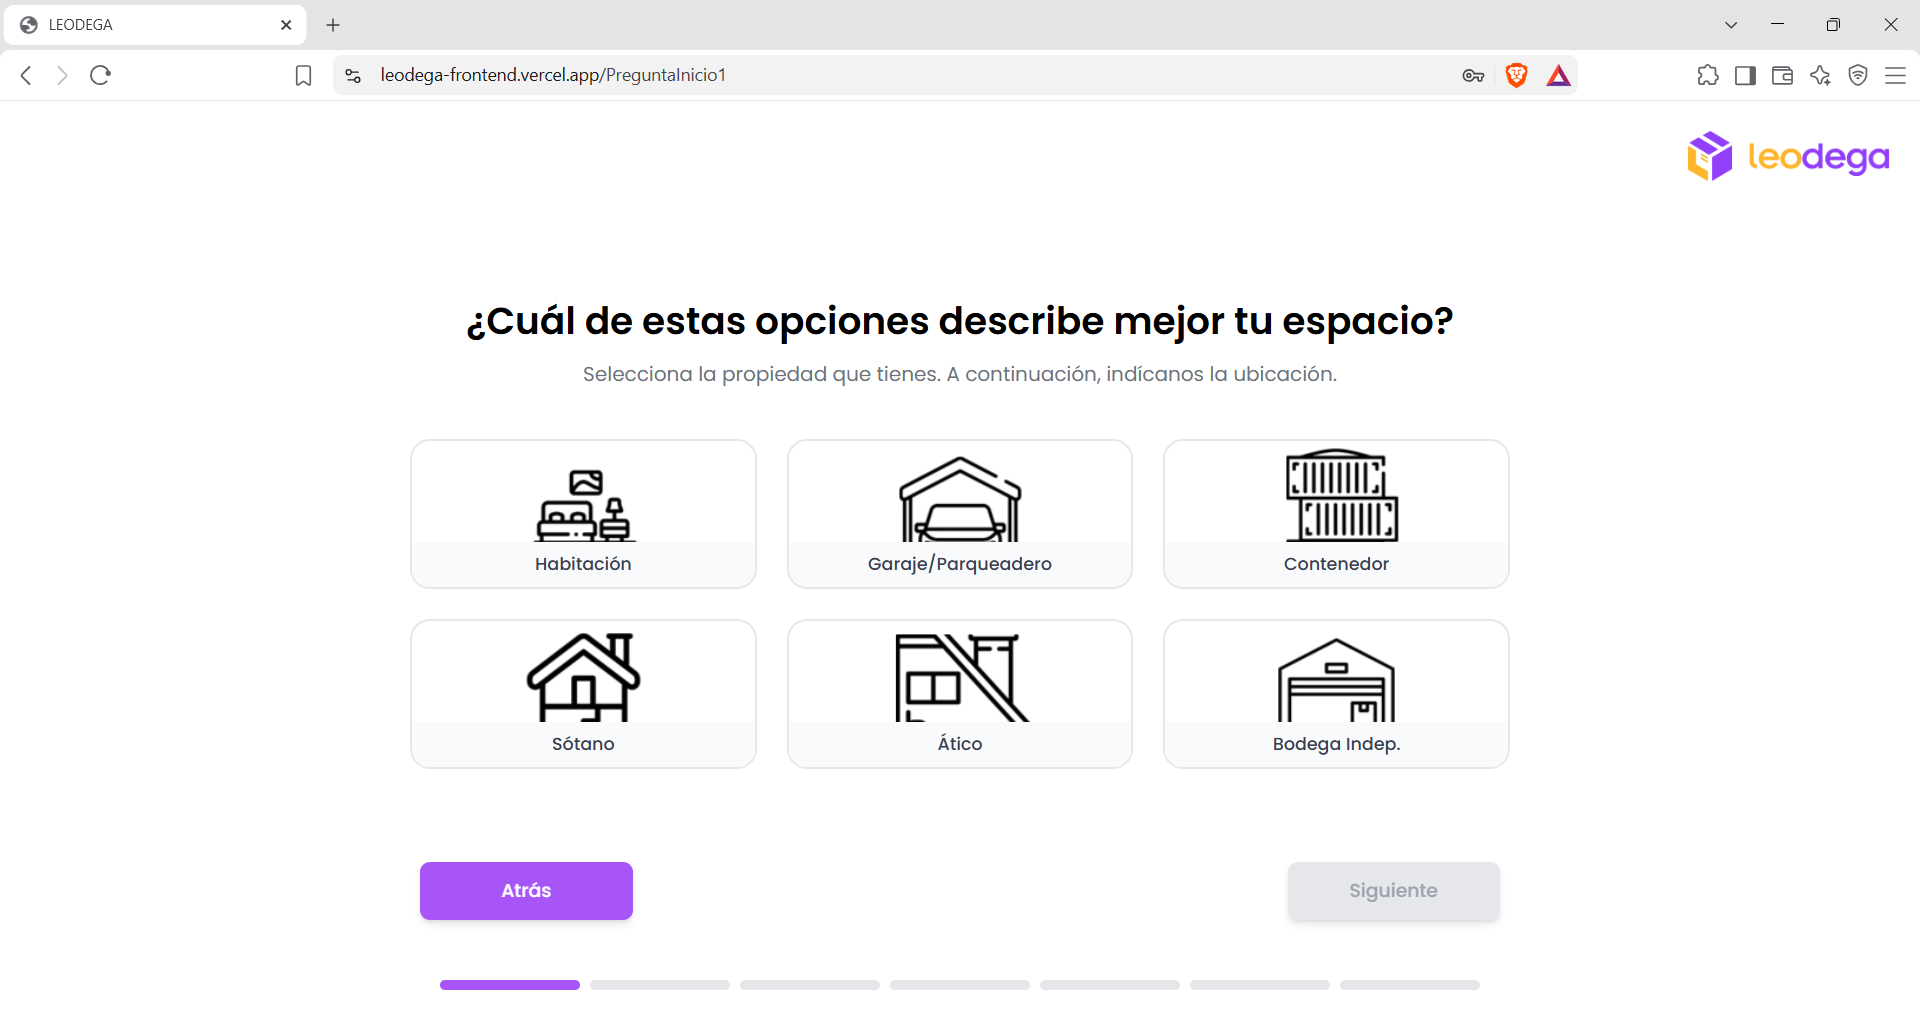 LEODEGA
leodega-frontend.vercel.app/PreguntaInicio1
leodega
¿Cuál de estas opciones describe mejor tu espacio?
Selecciona la propiedad que tienes. A continuación, indícanos la ubicación.
Habitación
Garaje/Parqueadero
Contenedor
Sótano
Ático
Bodega Indep.
Atrás
Siguiente